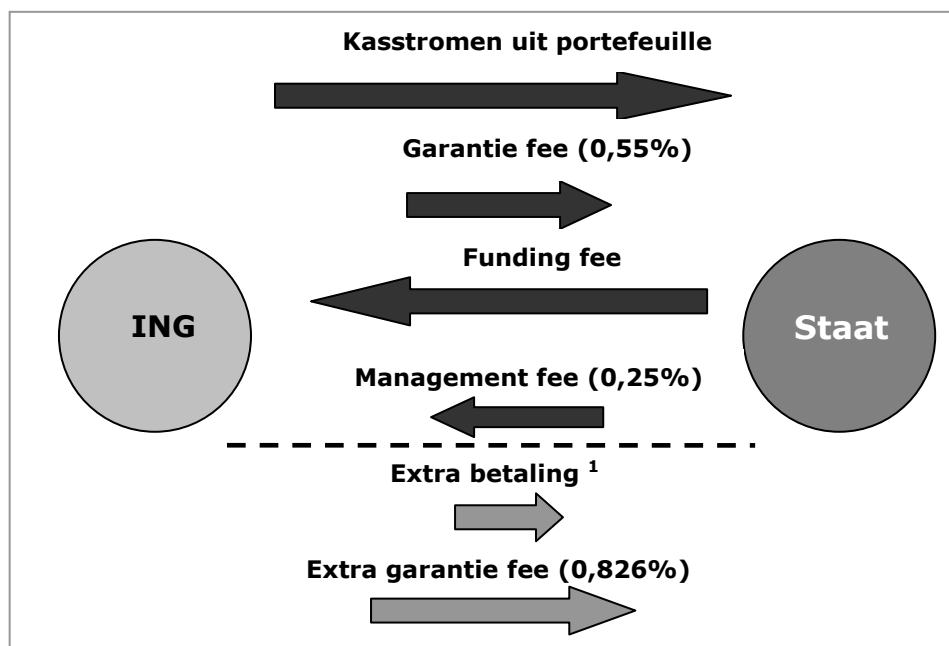 Kasstromen uit portefeuille
Garantie fee (0,55%)
Funding fee
ING
Staat
Management fee (0,25%)
Extra betaling ¹
Extra garantie fee (0,826%)